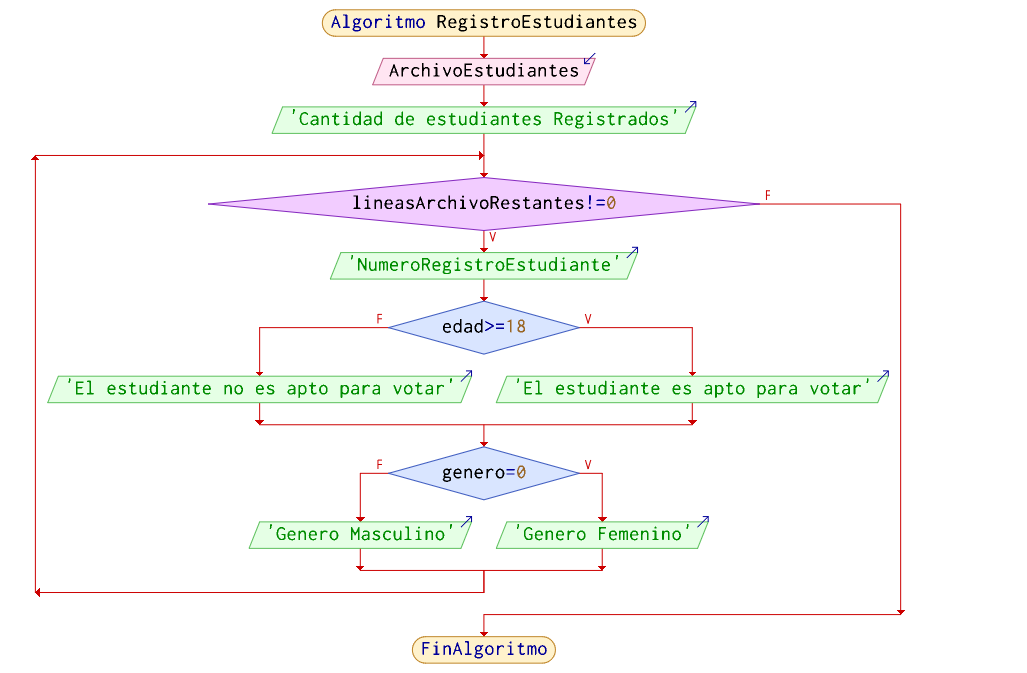 Algoritmo RegistroEstudiantes
ArchivoEstudiantes
'Cantidad de estudiantes Registrados'
lineasArchivoRestantes!=0
F
V
'NumeroRegistroEstudiante'
F
edad>=18
V
'El estudiante no es apto para votar'
'El estudiante es apto para votar'
F
genero=0
V
'Genero Masculino'
'Genero Femenino'
FinAlgoritmo